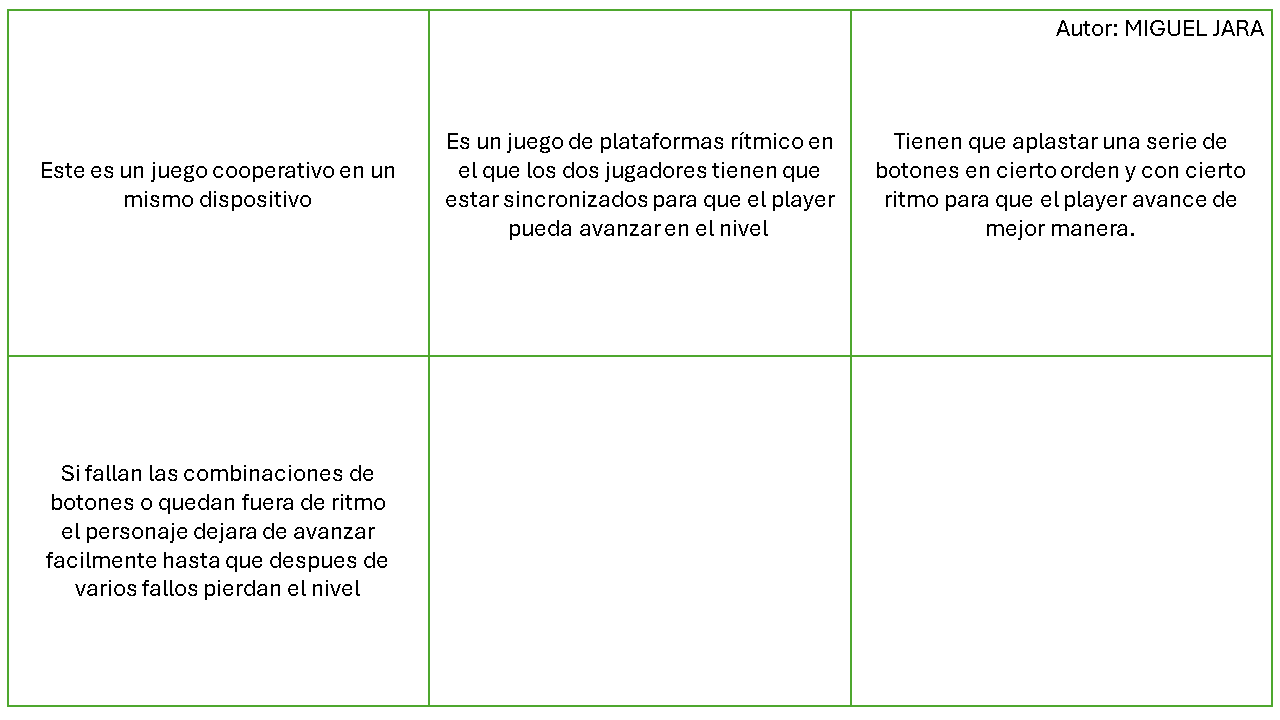 Autor: MIGUEL JARA
Este es un juego cooperativo en un
mismo dispositivo
Es un juego de plataformas rítmico en
el que los dos jugadores tienen que
estar sincronizados para que el player
pueda avanzar en el nivel
Tienen que aplastar una serie de
botones en cierto orden y con cierto
ritmo para que el player avance de
mejor manera.
Si fallan las combinaciones de
botones o quedan fuera de ritmo
el personaje dejara de avanzar
facilmente hasta que despues de
varios fallos pierdan el nivel